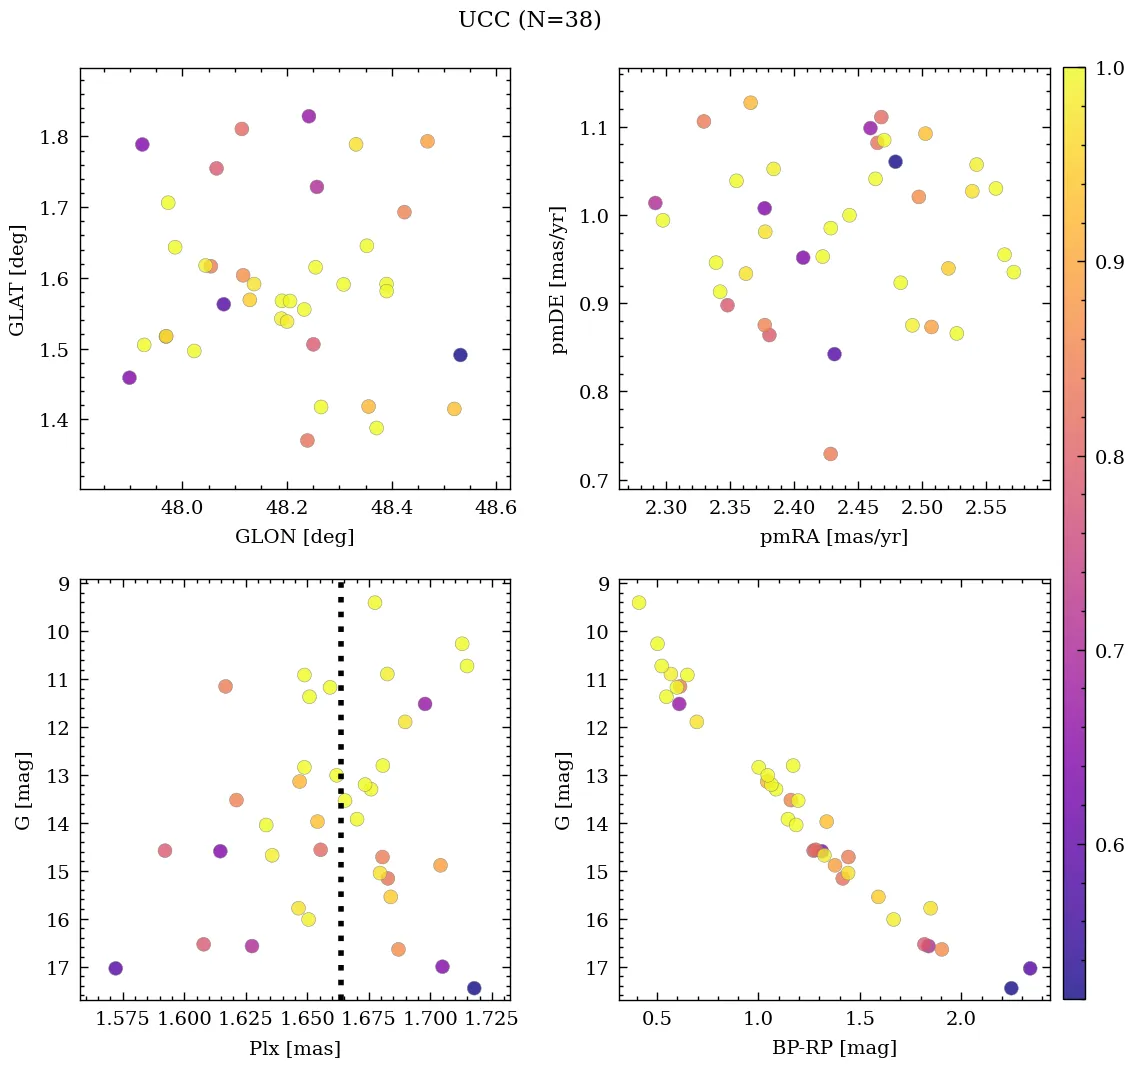 UCC (N=38)
1.8
1.7
1.6
1.5
1.4
GLAT [deg]
48.0 48.2 48.4 48.6
GLON [deg]
1.1
1.0
0.9
0.8
0.7
pmDE [mas/yr]
2.30 2.35 2.40 2.45 2.50 2.55
pmRA [mas/yr]
9
10
11
12
13
14
15
16
17
G [mag]
1.575 1.600 1.625 1.650 1.675 1.700 1.725
Plx [mas]
9
10
11
12
13
14
15
16
17
G [mag]
0.5 1.0 1.5 2.0
BP-RP [mag]
1.0
0.9
0.8
0.7
0.6